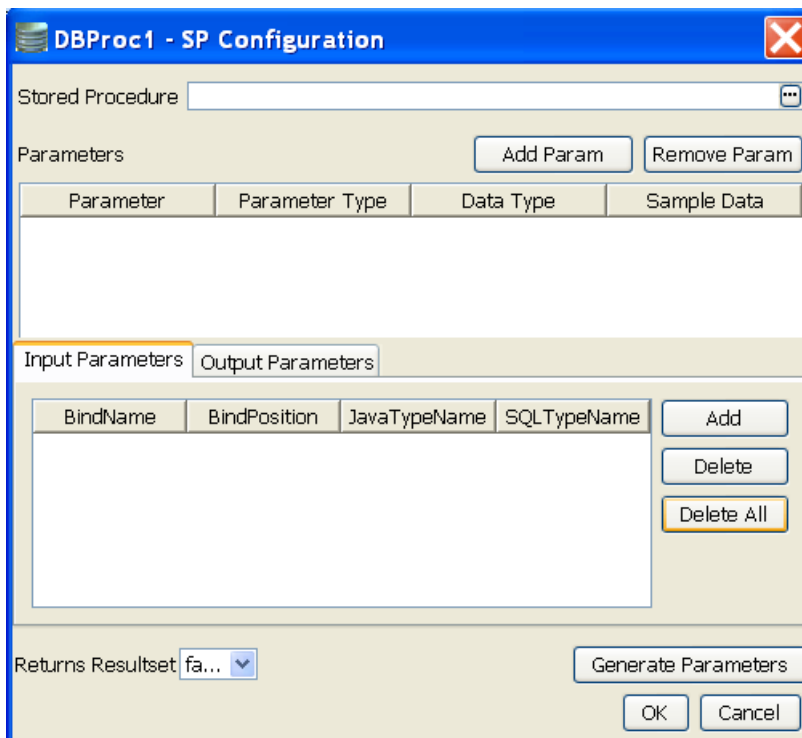 DBProc1 - SP Configuration
Stored Procedure
Parameters Add Param Remove Param
Parameter Parameter Type Data Type Sample Data
Input Parameters Output Parameters
BindName BindPosition JavaTypeName SQLTypeName Add
Delete
Delete All
Returns Resultset fa... Generate Parameters
OK Cancel